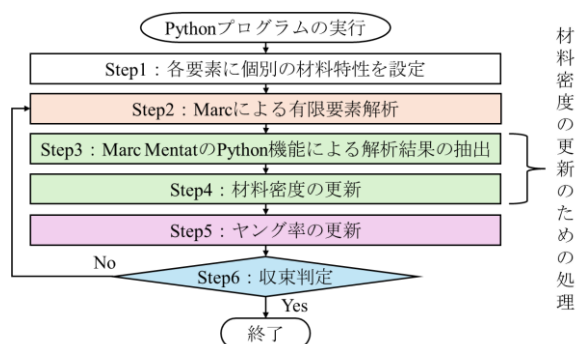 Pythonプログラムの実行
Step1：各要素に個別の材料特性を設定
Step2：Marcによる有限要素解析
Step3：Marc MentatのPython機能による解析結果の抽出
Step4：材料密度の更新
Step5：ヤング率の更新
No
Step6：収束判定
Yes
終了
材料密度の更新のための処理